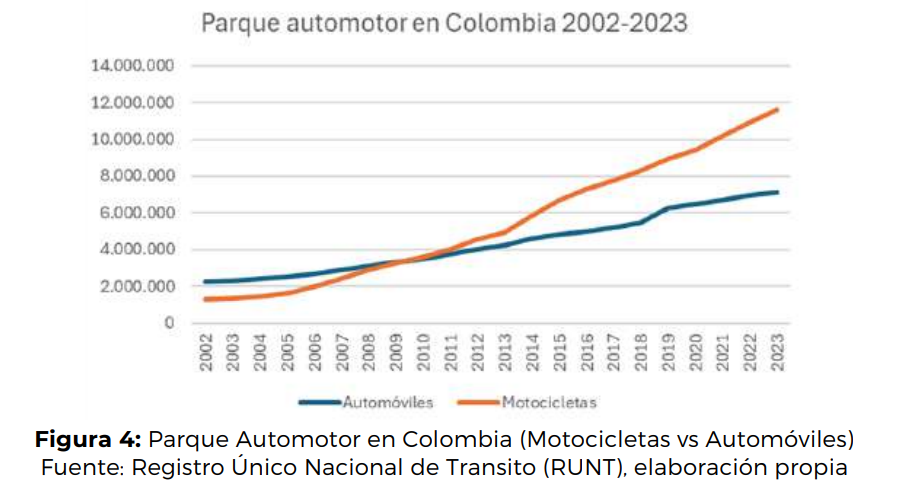 Parque automotor en Colombia 2002-2023
14.000.000
12.000.000
10.000.000
8.000.000
6.000.000
4.000.000
2.000.000
0
2002 2003 2004 2005 2006 2007 2008 2009 2010 2011 2012 2013 2014 2015 2016 2017 2018 2019 2020 2021 2022 2023
Automóviles Motocicletas
Figura 4: Parque Automotor en Colombia (Motocicletas vs Automóviles)
Fuente: Registro Único Nacional de Transito (RUNT), elaboración propia